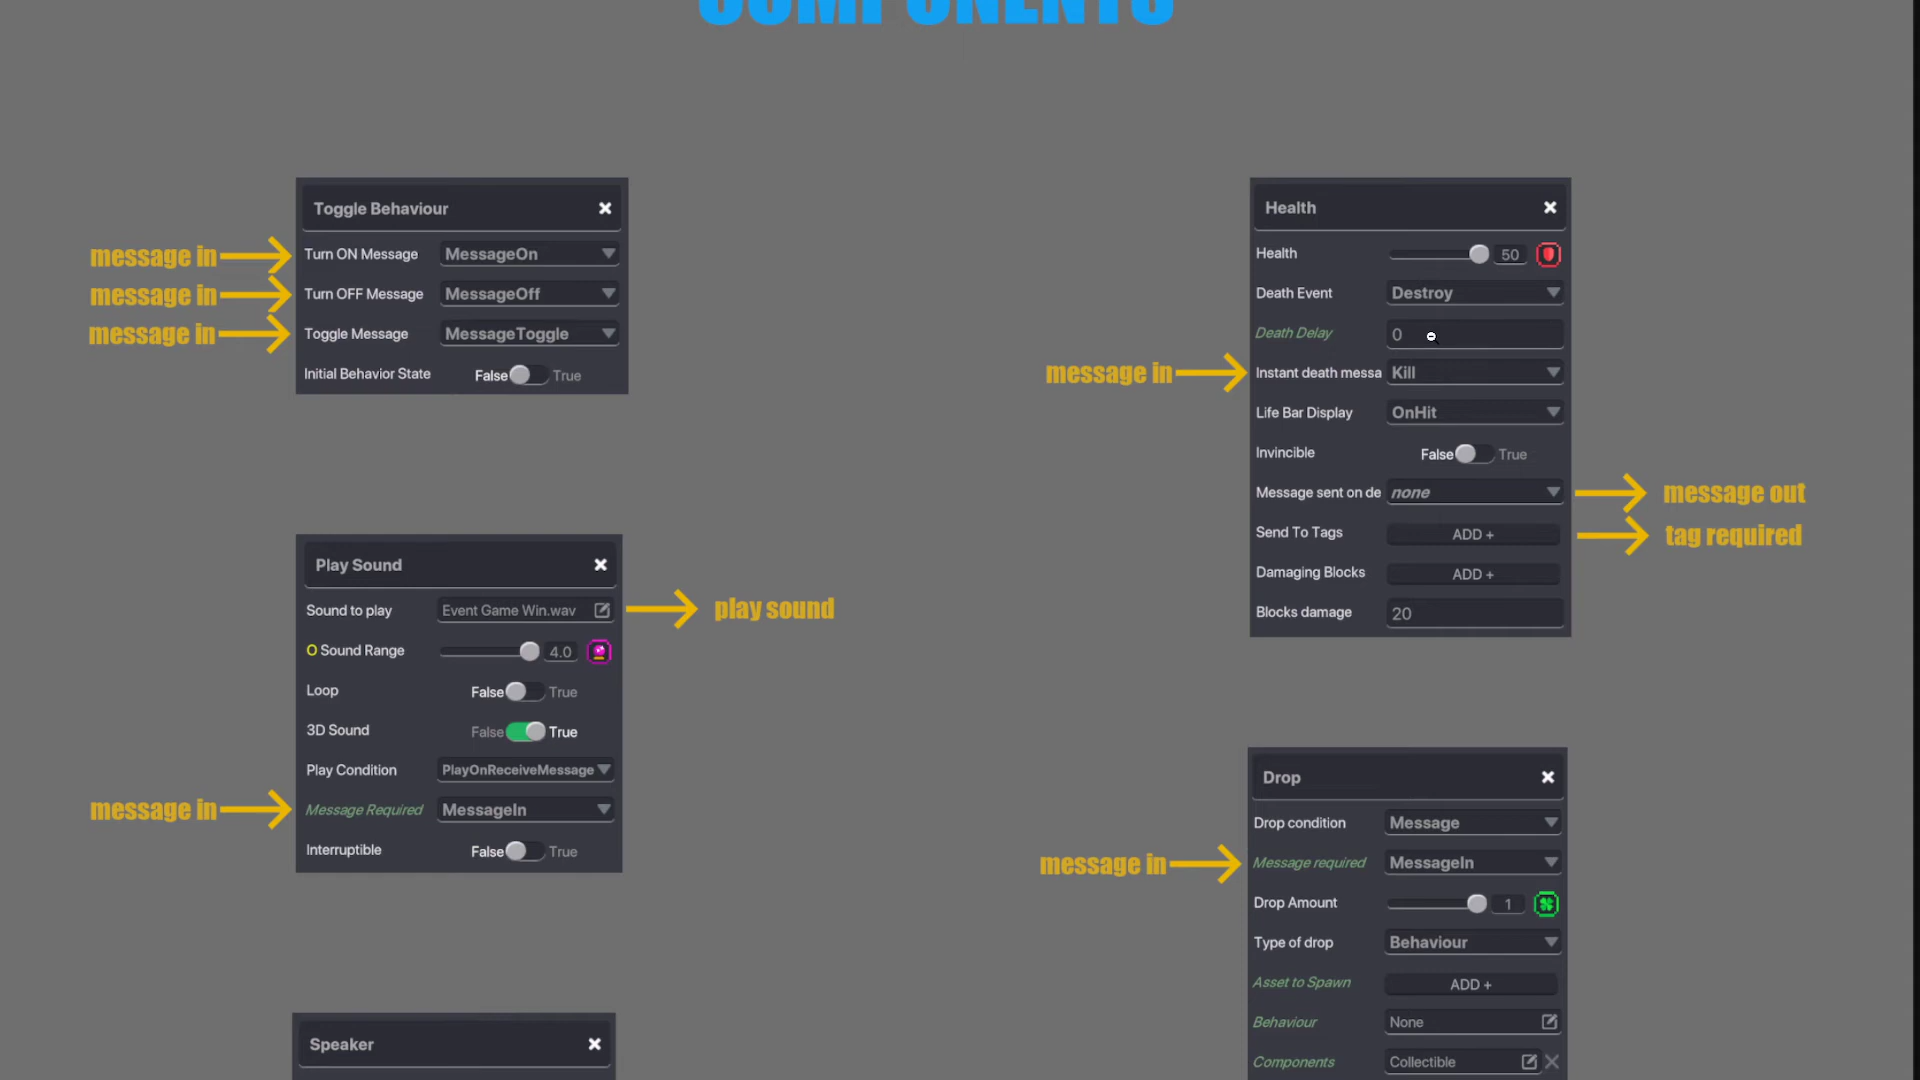 COMPONENTS
Toggle Behaviour
message in Turn ON Message MessageOn
message in Turn OFF Message MessageOff
message in Toggle Message MessageToggle
Initial Behavior State False True
Play Sound
Sound to play Event Game Win.wav play sound
O Sound Range 4.0
Loop False True
3D Sound False True
Play Condition PlayOnReceiveMessage
message in Message Required MessageIn
Interruptible False True
Speaker
Health
Health 50
Death Event Destroy
Death Delay 0
message in Instant death messa Kill
Life Bar Display OnHit
Invincible False True
Message sent on de none message out
Send To Tags ADD + tag required
Damaging Blocks ADD +
Blocks damage 20
Drop
Drop condition Message
message in Message required MessageIn
Drop Amount 1
Type of drop Behaviour
Asset to Spawn ADD +
Behaviour None
Components Collectible